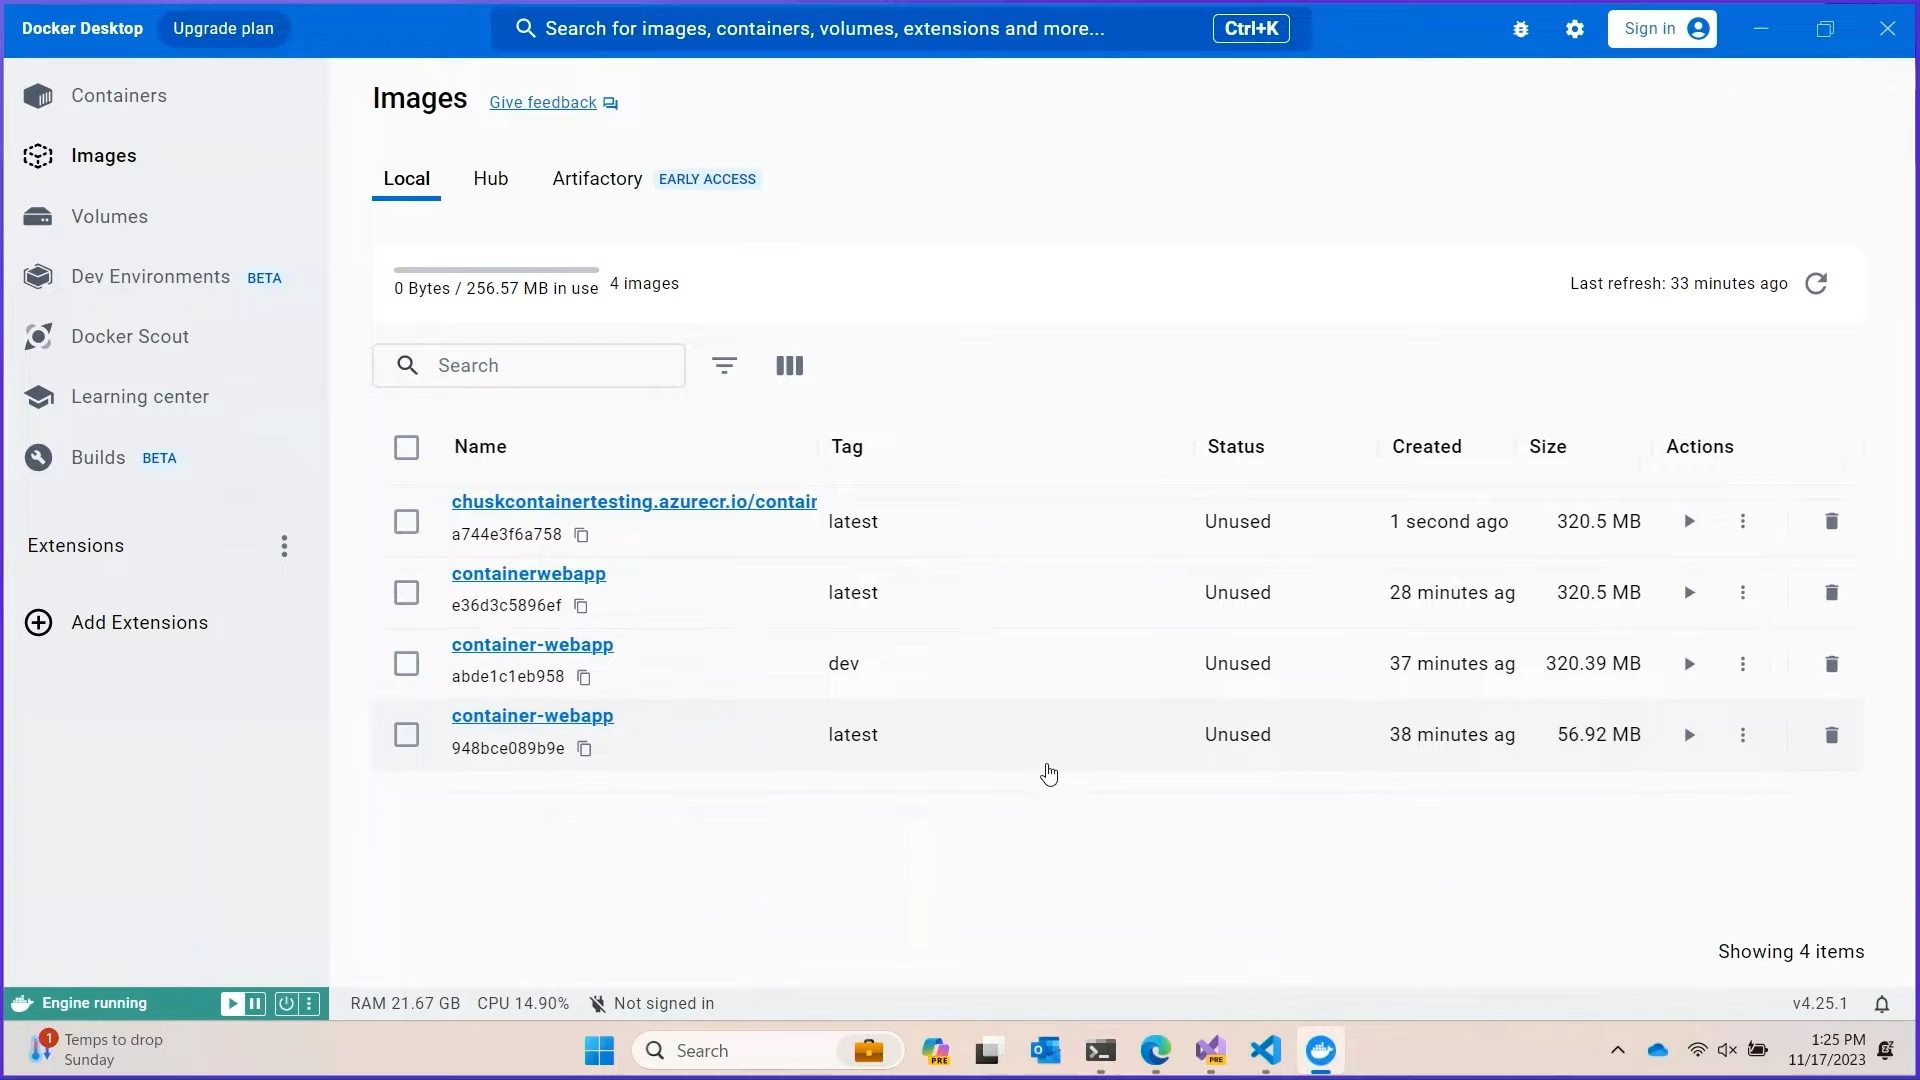 Docker Desktop Upgrade plan Search for images, containers, volumes, extensions and more... Ctrl+K Sign in
Containers
Images
Volumes
Dev Environments BETA
Docker Scout
Learning center
Builds BETA
Extensions
Add Extensions
Images Give feedback
Local Hub Artifactory EARLY ACCESS
0 Bytes / 256.57 MB in use 4 images Last refresh: 33 minutes ago
Search
Name Tag Status Created Size Actions
chuskcontainertesting.azurecr.io/contair
a744e3f6a758
latest Unused 1 second ago 320.5 MB
containerwebapp
e36d3c5896ef
latest Unused 28 minutes ag 320.5 MB
container-webapp
abde1c1eb958
dev Unused 37 minutes ag 320.39 MB
container-webapp
948bce089b9e
latest Unused 38 minutes ag 56.92 MB
Showing 4 items
Engine running RAM 21.67 GB CPU 14.90% Not signed in v4.25.1
1 Temps to drop
Sunday
Search
PRE
PRE
1:25 PM
11/17/2023